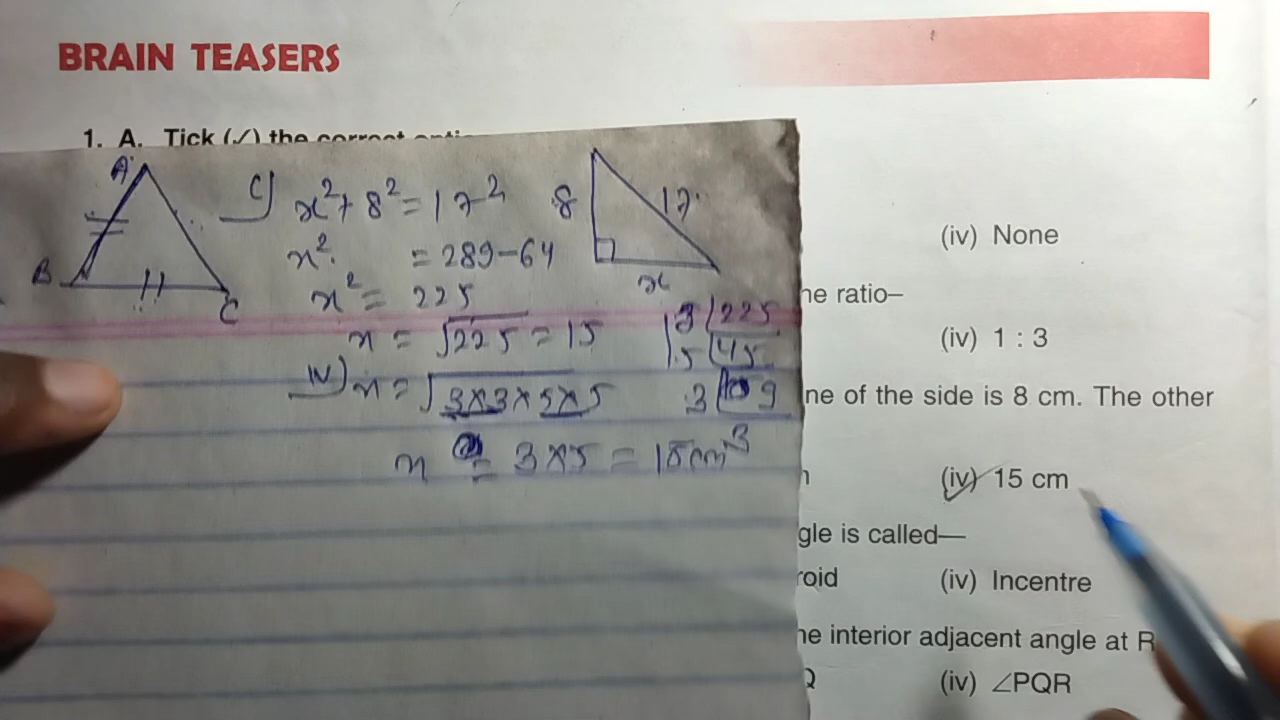 BRAIN TEASERS
1. A. Tick (✓) the correct
A
B
C
C) x² + 8² = 17²
x² = 289 - 64
x² = 225
x = √225 = 15
iv) x = √3×3×5×5
x = 3×5 = 15cm
8
17
x
3 225
5 45
3 9
3
(iv) None
he ratio–
(iv) 1 : 3
ne of the side is 8 cm. The other
(iv) 15 cm
gle is called—
roid (iv) Incentre
he interior adjacent angle at R
(iv) ∠PQR